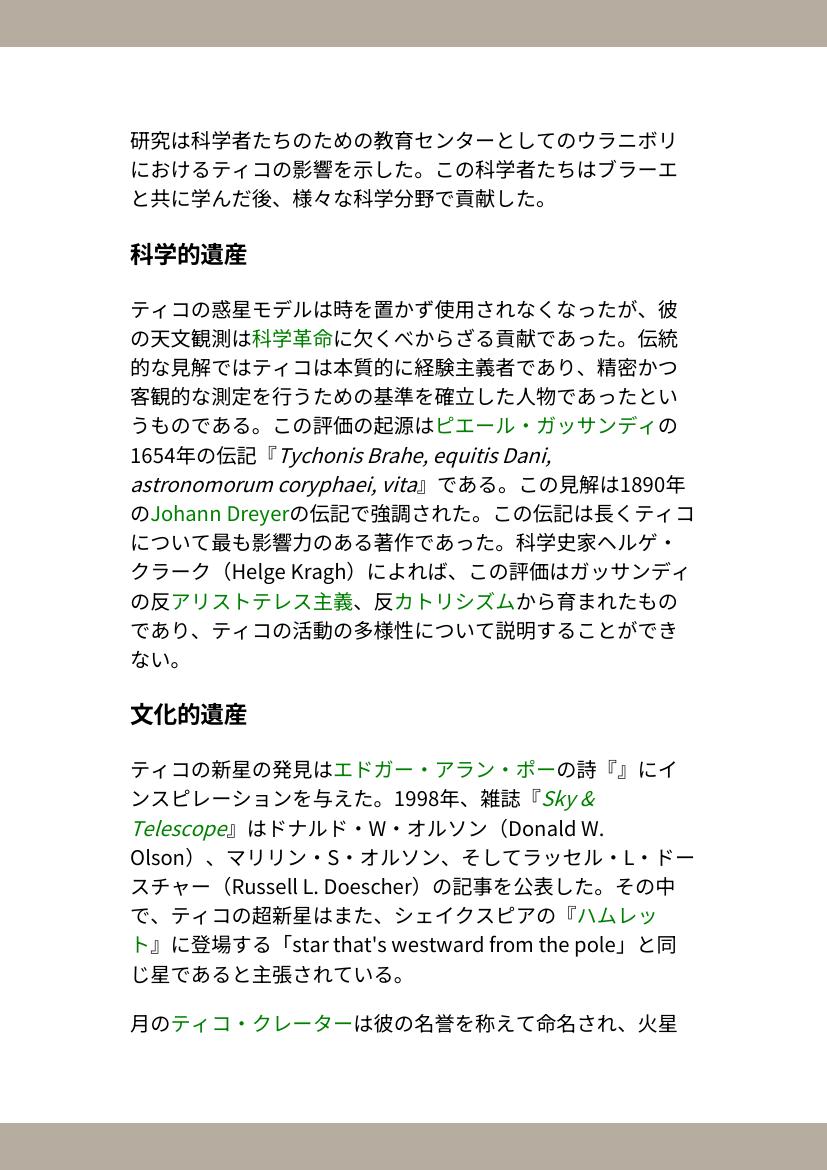 研究は科学者たちのための教育センターとしてのウラニボリ
におけるティコの影響を示した。この科学者たちはブラーエ
と共に学んだ後、様々な科学分野で貢献した。
科学的遺産
ティコの惑星モデルは時を置かず使用されなくなったが、彼
の天文観測は科学革命に欠くべからざる貢献であった。伝統
的な見解ではティコは本質的に経験主義者であり、精密かつ
客観的な測定を行うための基準を確立した人物であったとい
うものである。この評価の起源はピエール・ガッサンディの
1654年の伝記『Tychonis Brahe, equitis Dani,
astronomorum coryphaei, vita』である。この見解は1890年
のJohann Dreyerの伝記で強調された。この伝記は長くティコ
について最も影響力のある著作であった。科学史家ヘルゲ・
クラーク（Helge Kragh）によれば、この評価はガッサンディ
の反アリストテレス主義、反カトリシズムから育まれたもの
であり、ティコの活動の多様性について説明することができ
ない。
文化的遺産
ティコの新星の発見はエドガー・アラン・ポーの詩『』にイ
ンスピレーションを与えた。1998年、雑誌『Sky &
Telescope』はドナルド・W・オルソン（Donald W.
Olson）、マリリン・S・オルソン、そしてラッセル・L・ドー
スチャー（Russell L. Doescher）の記事を公表した。その中
で、ティコの超新星はまた、シェイクスピアの『ハムレッ
ト』に登場する「star that's westward from the pole」と同
じ星であると主張されている。
月のティコ・クレーターは彼の名誉を称えて命名され、火星